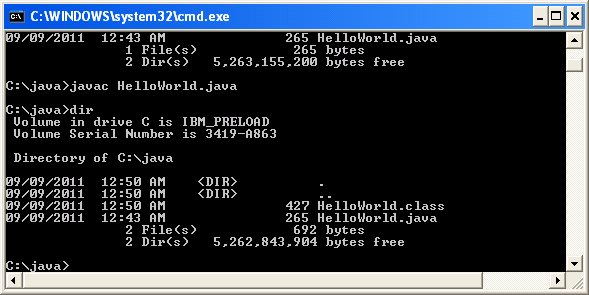 C:\WINDOWS\system32\cmd.exe
09/09/2011  12:43 AM               265 HelloWorld.java
               1 File(s)            265 bytes
               2 Dir(s)   5,263,155,200 bytes free
C:\java>javac HelloWorld.java
C:\java>dir
 Volume in drive C is IBM_PRELOAD
 Volume Serial Number is 3419-A863
 Directory of C:\java
09/09/2011  12:50 AM    <DIR>          .
09/09/2011  12:50 AM    <DIR>          ..
09/09/2011  12:50 AM               427 HelloWorld.class
09/09/2011  12:43 AM               265 HelloWorld.java
               2 File(s)            692 bytes
               2 Dir(s)   5,262,843,904 bytes free
C:\java>